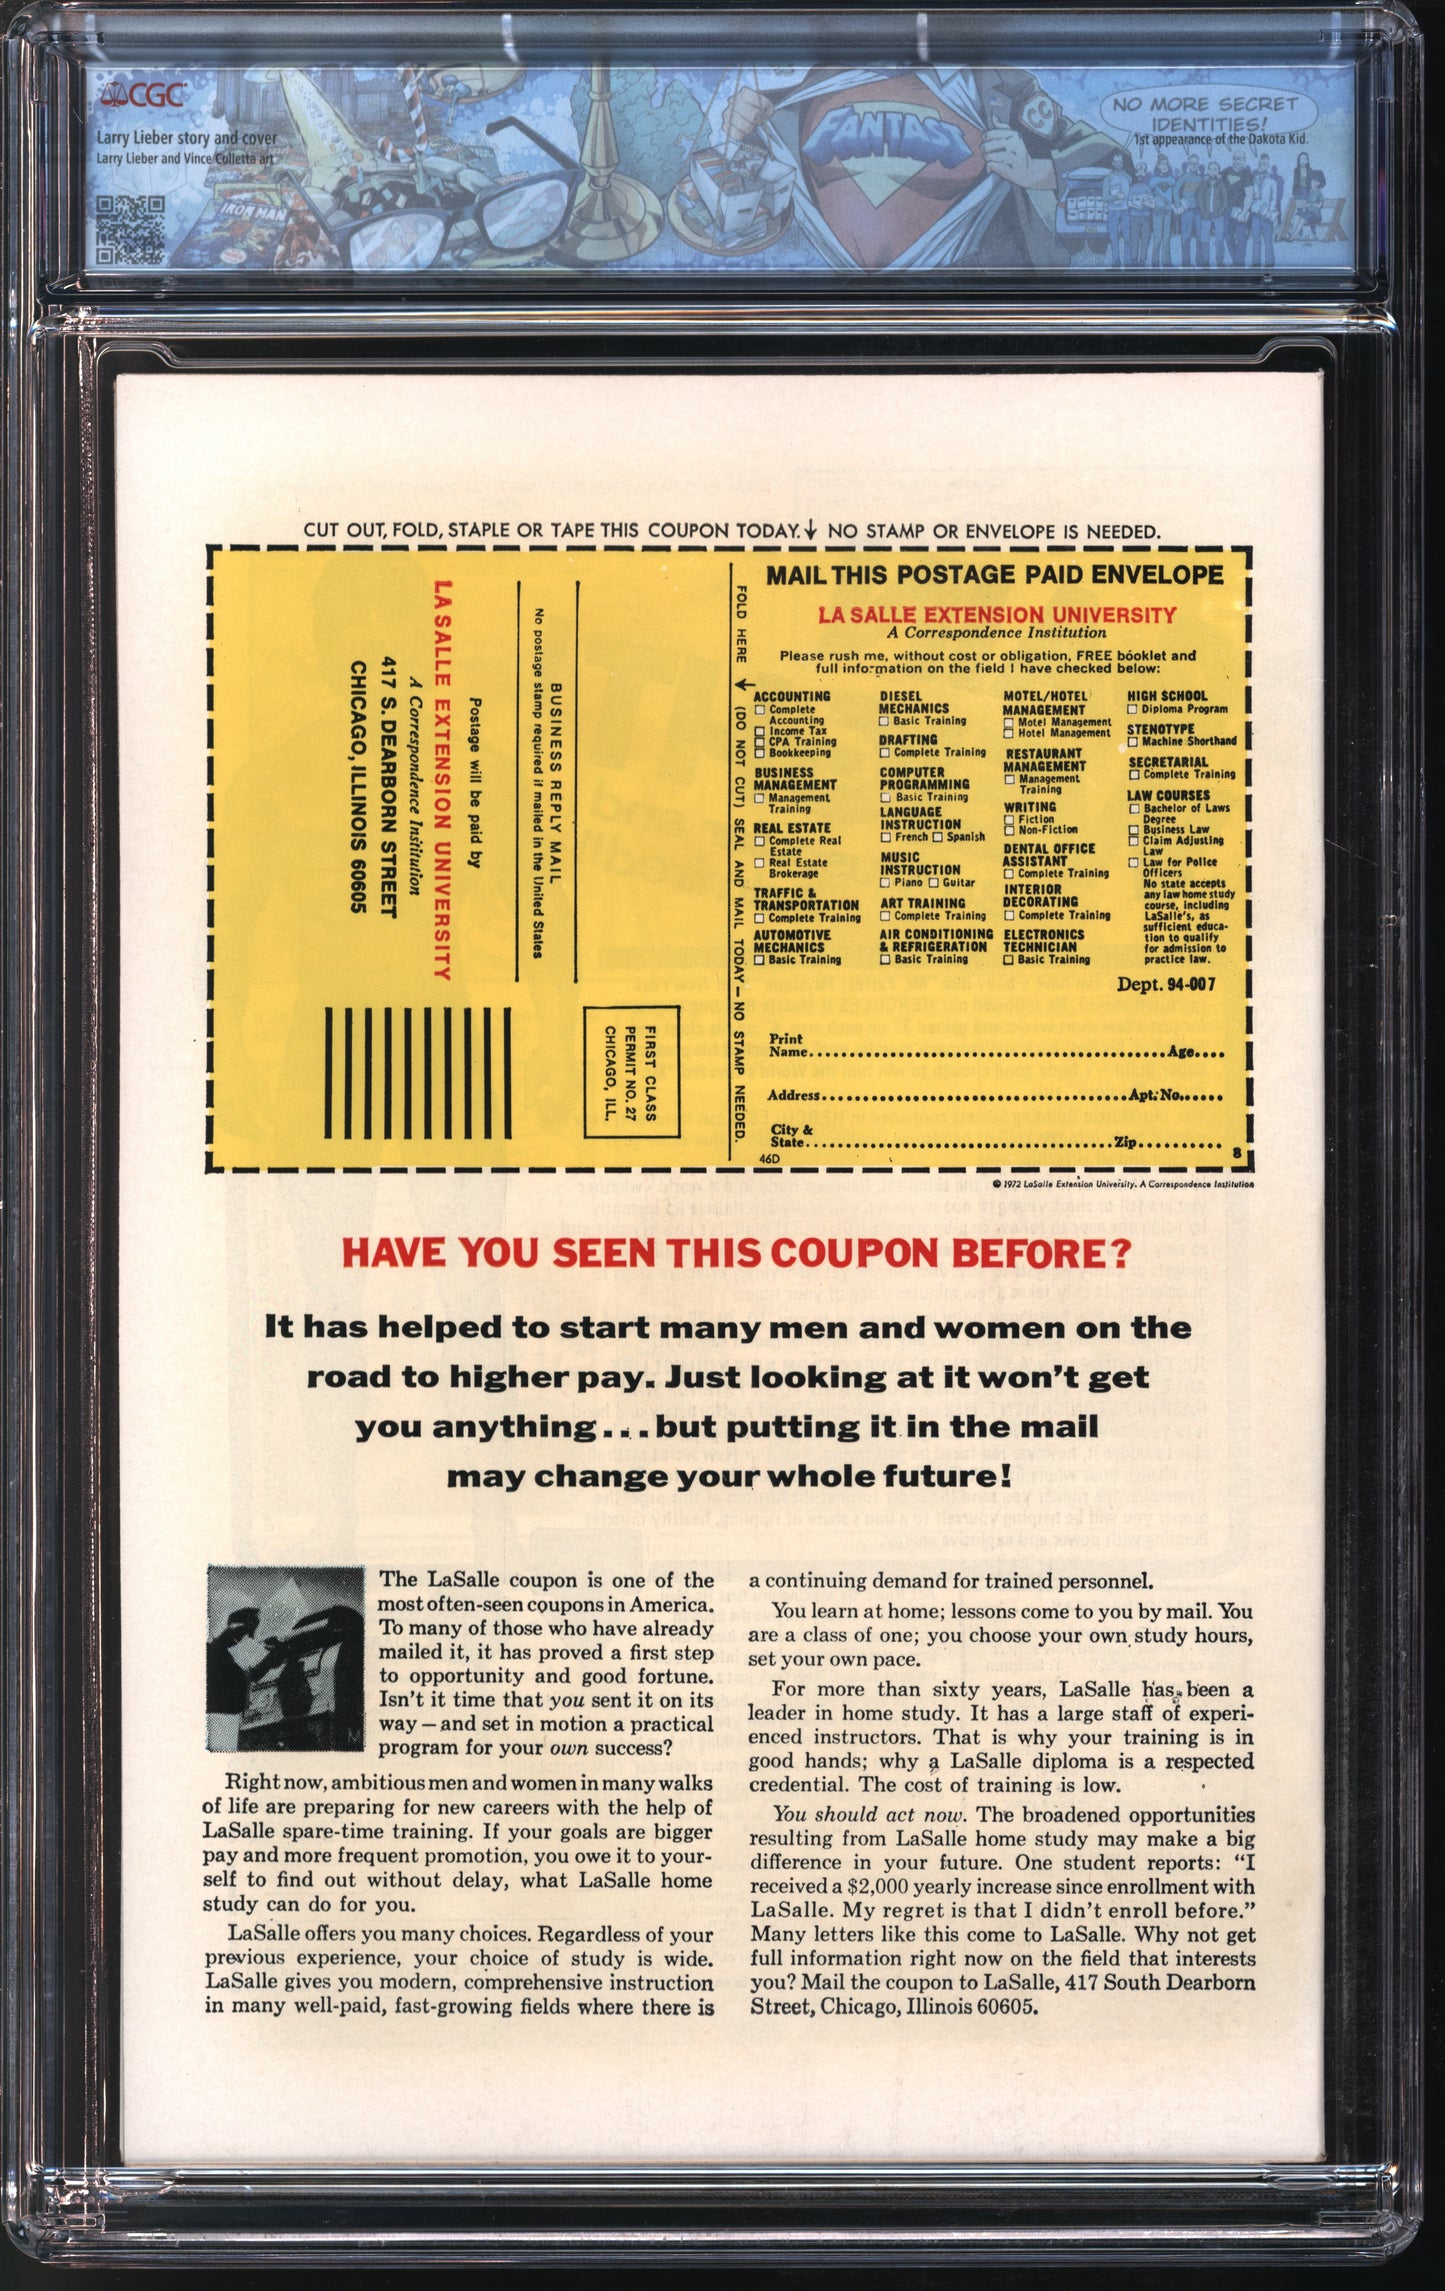 CGC
Larry Lieber story and cover
Larry Lieber and Vince Colletta art
IRON MAN
FANTAST
CC
NO MORE SECRET
IDENTITIES!
1st appearance of the Dakota Kid.
CUT OUT, FOLD, STAPLE OR TAPE THIS COUPON TODAY.↓ NO STAMP OR ENVELOPE IS NEEDED.
LA SALLE EXTENSION UNIVERSITY
A Correspondence Institution
417 S. DEARBORN STREET
CHICAGO, ILLINOIS 60605
Postage will be paid by
No postage stamp required if mailed in the United States
BUSINESS REPLY MAIL
FIRST CLASS
PERMIT NO. 27
CHICAGO, ILL.
FOLD HERE → (DO NOT CUT) SEAL AND MAIL TODAY — NO STAMP NEEDED.
MAIL THIS POSTAGE PAID ENVELOPE
LA SALLE EXTENSION UNIVERSITY
A Correspondence Institution
Please rush me, without cost or obligation, FREE booklet and
full information on the field I have checked below:
ACCOUNTING
☐ Complete
Accounting
☐ Income Tax
☐ CPA Training
☐ Bookkeeping
BUSINESS
MANAGEMENT
☐ Management
Training
REAL ESTATE
☐ Complete Real
Estate
☐ Real Estate
Brokerage
TRAFFIC &
TRANSPORTATION
☐ Complete Training
AUTOMOTIVE
MECHANICS
☐ Basic Training
DIESEL
MECHANICS
☐ Basic Training
DRAFTING
☐ Complete Training
COMPUTER
PROGRAMMING
☐ Basic Training
LANGUAGE
INSTRUCTION
☐ French ☐ Spanish
MUSIC
INSTRUCTION
☐ Piano ☐ Guitar
ART TRAINING
☐ Complete Training
AIR CONDITIONING
& REFRIGERATION
☐ Basic Training
MOTEL/HOTEL
MANAGEMENT
☐ Motel Management
☐ Hotel Management
RESTAURANT
MANAGEMENT
☐ Management
Training
WRITING
☐ Fiction
☐ Non-Fiction
DENTAL OFFICE
ASSISTANT
☐ Complete Training
INTERIOR
DECORATING
☐ Complete Training
ELECTRONICS
TECHNICIAN
☐ Basic Training
HIGH SCHOOL
☐ Diploma Program
STENOTYPE
☐ Machine Shorthand
SECRETARIAL
☐ Complete Training
LAW COURSES
☐ Bachelor of Laws
Degree
☐ Business Law
☐ Claim Adjusting
Law
☐ Law for Police
Officers
No state accepts
any law home study
course, including
LaSalle's, as
sufficient educa-
tion to qualify
for admission to
practice law.
Dept. 94-007
Print
Name..........Age....
Address..........Apt. No......
City &
State..........Zip..........
46D
8
© 1972 LaSalle Extension University. A Correspondence Institution
HAVE YOU SEEN THIS COUPON BEFORE?
It has helped to start many men and women on the
road to higher pay. Just looking at it won't get
you anything...but putting it in the mail
may change your whole future!
The LaSalle coupon is one of the
most often-seen coupons in America.
To many of those who have already
mailed it, it has proved a first step
to opportunity and good fortune.
Isn't it time that you sent it on its
way—and set in motion a practical
program for your own success?
Right now, ambitious men and women in many walks
of life are preparing for new careers with the help of
LaSalle spare-time training. If your goals are bigger
pay and more frequent promotion, you owe it to your-
self to find out without delay, what LaSalle home
study can do for you.
LaSalle offers you many choices. Regardless of your
previous experience, your choice of study is wide.
LaSalle gives you modern, comprehensive instruction
in many well-paid, fast-growing fields where there is
a continuing demand for trained personnel.
You learn at home; lessons come to you by mail. You
are a class of one; you choose your own study hours,
set your own pace.
For more than sixty years, LaSalle has been a
leader in home study. It has a large staff of experi-
enced instructors. That is why your training is in
good hands; why a LaSalle diploma is a respected
credential. The cost of training is low.
You should act now. The broadened opportunities
resulting from LaSalle home study may make a big
difference in your future. One student reports: "I
received a $2,000 yearly increase since enrollment with
LaSalle. My regret is that I didn't enroll before."
Many letters like this come to LaSalle. Why not get
full information right now on the field that interests
you? Mail the coupon to LaSalle, 417 South Dearborn
Street, Chicago, Illinois 60605.